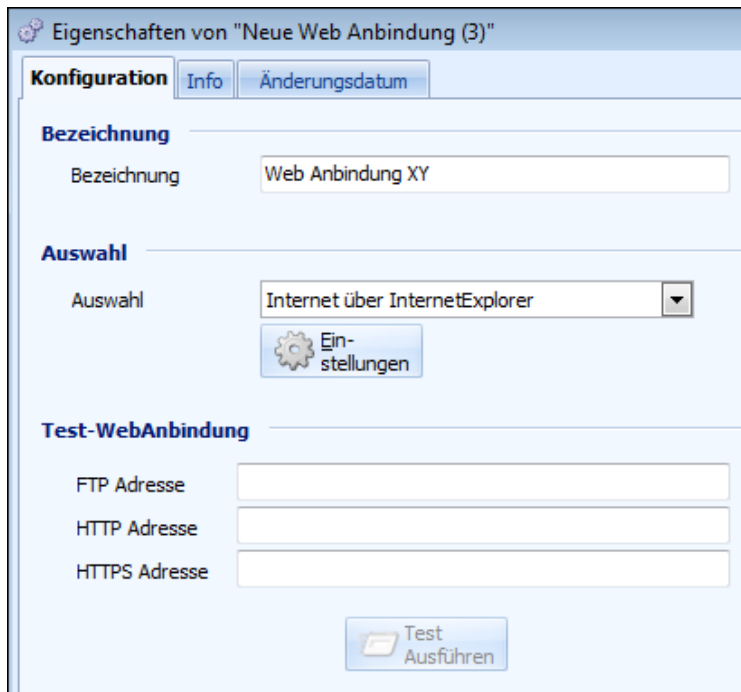 Eigenschaften von "Neue Web Anbindung (3)"
Konfiguration Info Änderungsdatum
Bezeichnung
Bezeichnung Web Anbindung XY
Auswahl
Auswahl Internet über InternetExplorer
Ein-
stellungen
Test-WebAnbindung
FTP Adresse
HTTP Adresse
HTTPS Adresse
Test
Ausführen